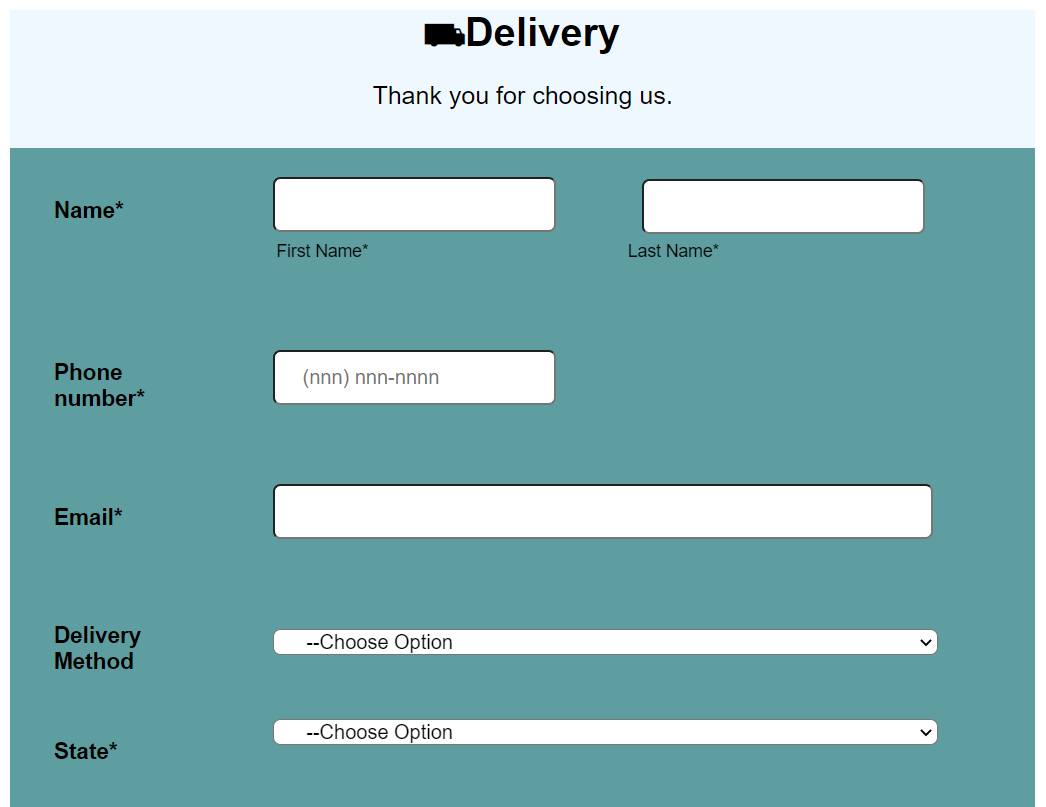 Delivery
Thank you for choosing us.
Name*
First Name* Last Name*
Phone
number*
(nnn) nnn-nnnn
Email*
Delivery
Method
--Choose Option
State*
--Choose Option